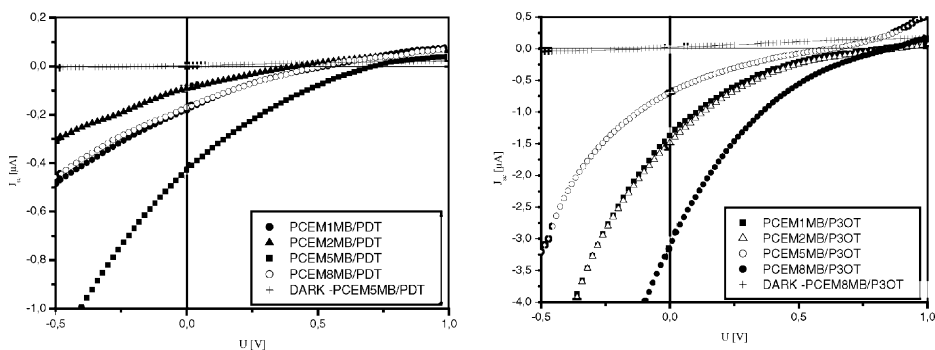 0,2
0,0
-0,2
-0,4
-0,6
-0,8
-1,0
-0,5
0,0
0,5
1,0
U [V]
PCEM1MB/PDT
PCEM2MB/PDT
PCEM5MB/PDT
PCEM8MB/PDT
DARK -PCEM5MB/PDT
0,5
0,0
-0,5
-1,0
-1,5
-2,0
-2,5
-3,0
-3,5
-4,0
-0,5
0,0
0,5
1,0
U [V]
J [µA]
PCEM1MB/P3OT
PCEM2MB/P3OT
PCEM5MB/P3OT
PCEM8MB/P3OT
DARK -PCEM8MB/P3OT